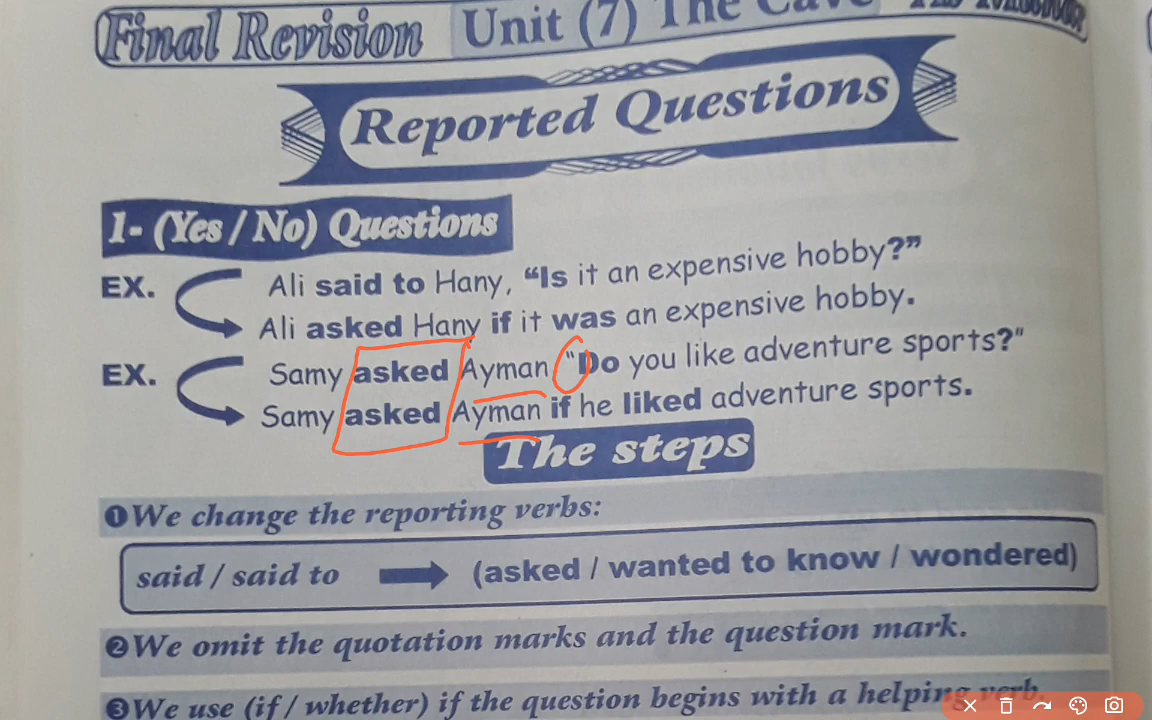 Final Revision Unit (7) The Cave
Reported Questions
1- (Yes / No) Questions
EX. Ali said to Hany, “Is it an expensive hobby?”
Ali asked Hany if it was an expensive hobby.
EX. Samy asked Ayman "Do you like adventure sports?"
Samy asked Ayman if he liked adventure sports.
The steps
❶We change the reporting verbs:
said / said to (asked / wanted to know / wondered)
❷We omit the quotation marks and the question mark.
❸We use (if / whether) if the question begins with a helping verb.